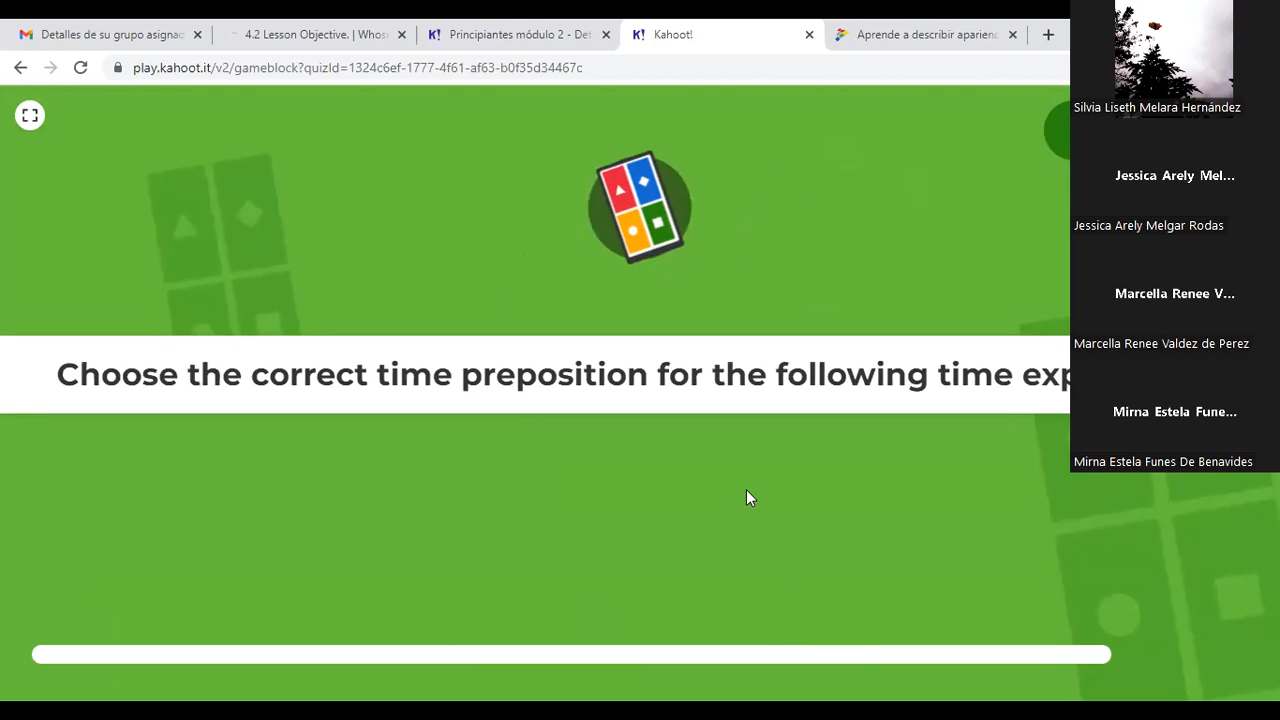 Detalles de su grupo asigna
4.2 Lesson Objective. | Whos
K! Principiantes módulo 2 - De
K! Kahoot!
Aprende a describir aparien
play.kahoot.it/v2/gameblock?quizId=1324c6ef-1777-4f61-af63-b0f35d34467c
Choose the correct time preposition for the following time exp
Silvia Liseth Melara Hernández
Jessica Arely Mel...
Jessica Arely Melgar Rodas
Marcella Renee V...
Marcella Renee Valdez de Perez
Mirna Estela Fune...
Mirna Estela Funes De Benavides